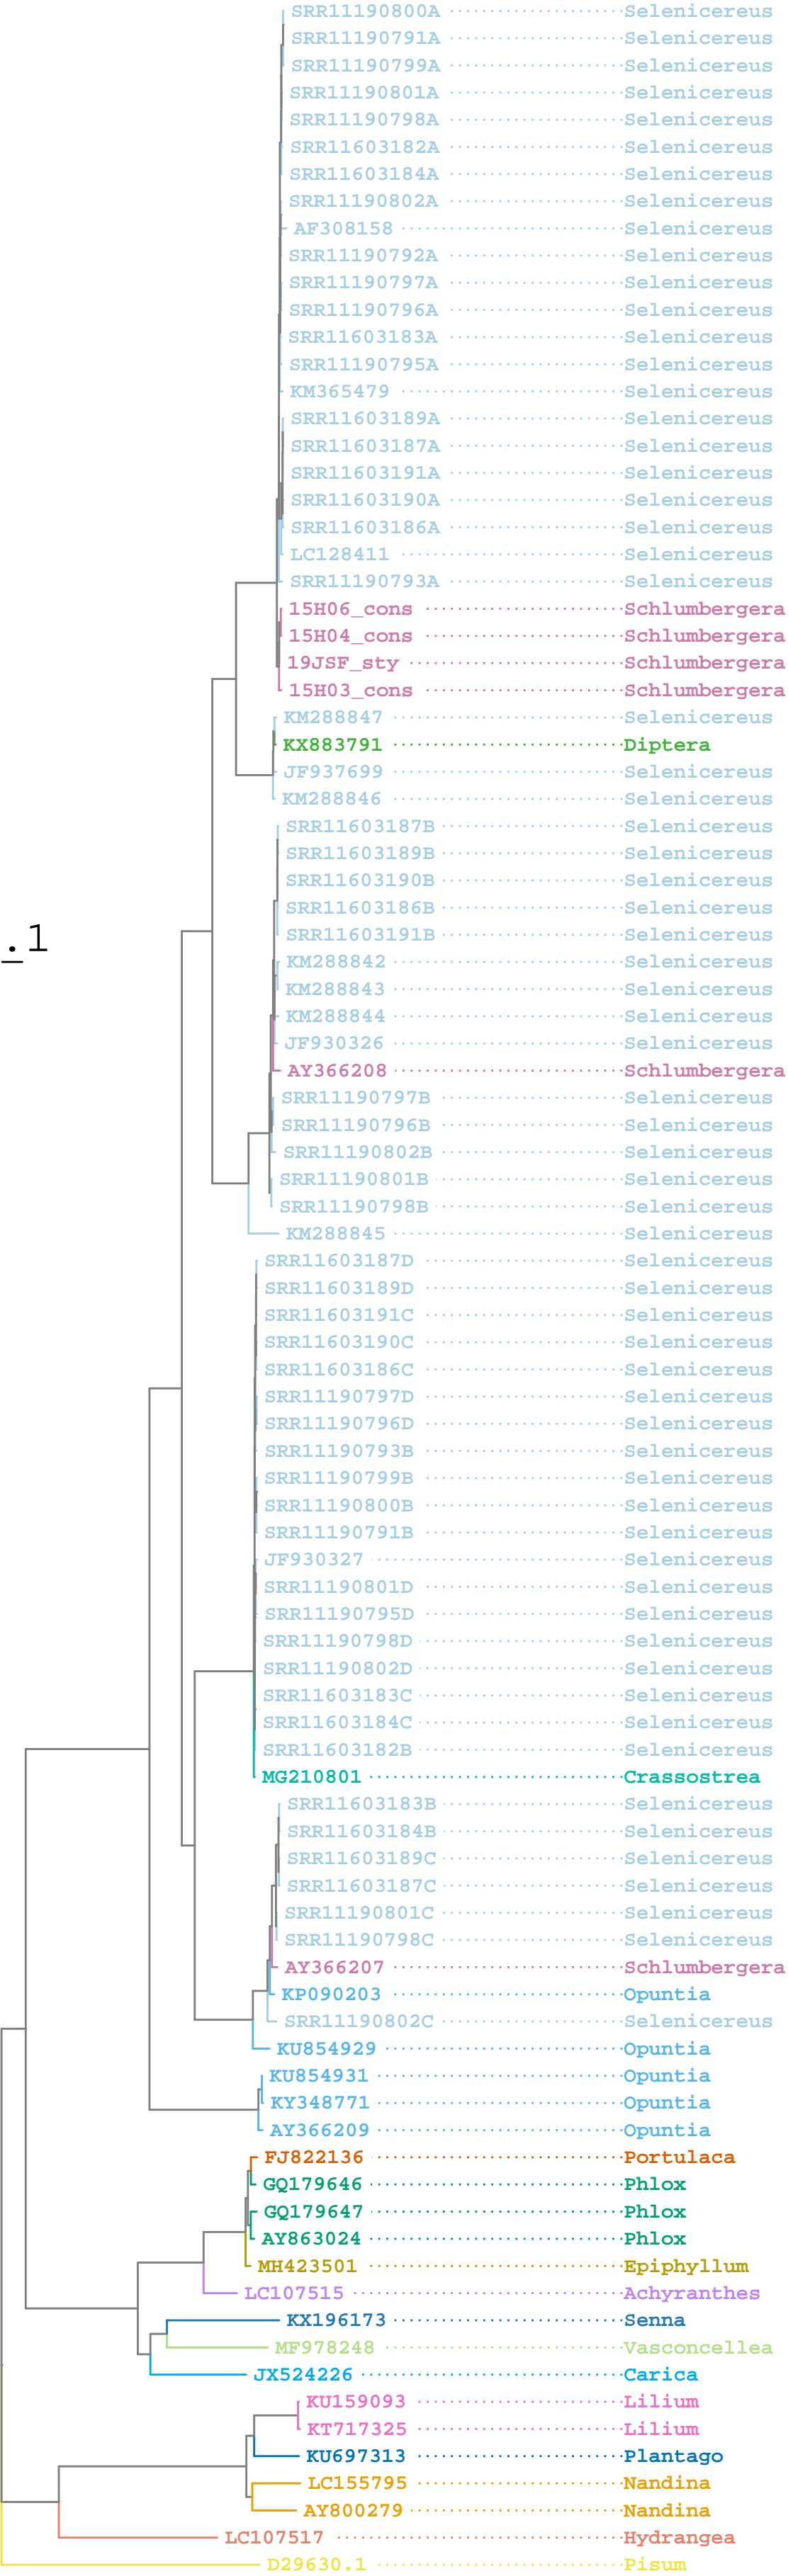 SRR11190800A Selenicereus
SRR11190791A Selenicereus
SRR11190799A Selenicereus
SRR11190801A Selenicereus
SRR11190798A Selenicereus
SRR11603182A Selenicereus
SRR11603184A Selenicereus
SRR11190802A Selenicereus
AF308158 Selenicereus
SRR11190792A Selenicereus
SRR11190797A Selenicereus
SRR11190796A Selenicereus
SRR11603183A Selenicereus
SRR11190795A Selenicereus
KM365479 Selenicereus
SRR11603189A Selenicereus
SRR11603187A Selenicereus
SRR11603191A Selenicereus
SRR11603190A Selenicereus
SRR11603186A Selenicereus
LC128411 Selenicereus
SRR11190793A Selenicereus
15H06_cons Schlumbergera
15H04_cons Schlumbergera
19JSF_sty Schlumbergera
15H03_cons Schlumbergera
KM288847 Selenicereus
KX883791 Diptera
JF937699 Selenicereus
KM288846 Selenicereus
SRR11603187B Selenicereus
SRR11603189B Selenicereus
SRR11603190B Selenicereus
SRR11603186B Selenicereus
SRR11603191B Selenicereus
.1
KM288842 Selenicereus
KM288843 Selenicereus
KM288844 Selenicereus
JF930326 Selenicereus
AY366208 Schlumbergera
SRR11190797B Selenicereus
SRR11190796B Selenicereus
SRR11190802B Selenicereus
SRR11190801B Selenicereus
SRR11190798B Selenicereus
KM288845 Selenicereus
SRR11603187D Selenicereus
SRR11603189D Selenicereus
SRR11603191C Selenicereus
SRR11603190C Selenicereus
SRR11603186C Selenicereus
SRR11190797D Selenicereus
SRR11190796D Selenicereus
SRR11190793B Selenicereus
SRR11190799B Selenicereus
SRR11190800B Selenicereus
SRR11190791B Selenicereus
JF930327 Selenicereus
SRR11190801D Selenicereus
SRR11190795D Selenicereus
SRR11190798D Selenicereus
SRR11190802D Selenicereus
SRR11603183C Selenicereus
SRR11603184C Selenicereus
SRR11603182B Selenicereus
MG210801 Crassostrea
SRR11603183B Selenicereus
SRR11603184B Selenicereus
SRR11603189C Selenicereus
SRR11603187C Selenicereus
SRR11190801C Selenicereus
SRR11190798C Selenicereus
AY366207 Schlumbergera
KP090203 Opuntia
SRR11190802C Selenicereus
KU854929 Opuntia
KU854931 Opuntia
KY348771 Opuntia
AY366209 Opuntia
FJ822136 Portulaca
GQ179646 Phlox
GQ179647 Phlox
AY863024 Phlox
MH423501 Epiphyllum
LC107515 Achyranthes
KX196173 Senna
MF978248 Vasconcellea
JX524226 Carica
KU159093 Lilium
KT717325 Lilium
KU697313 Plantago
LC155795 Nandina
AY800279 Nandina
LC107517 Hydrangea
D29630.1 Pisum